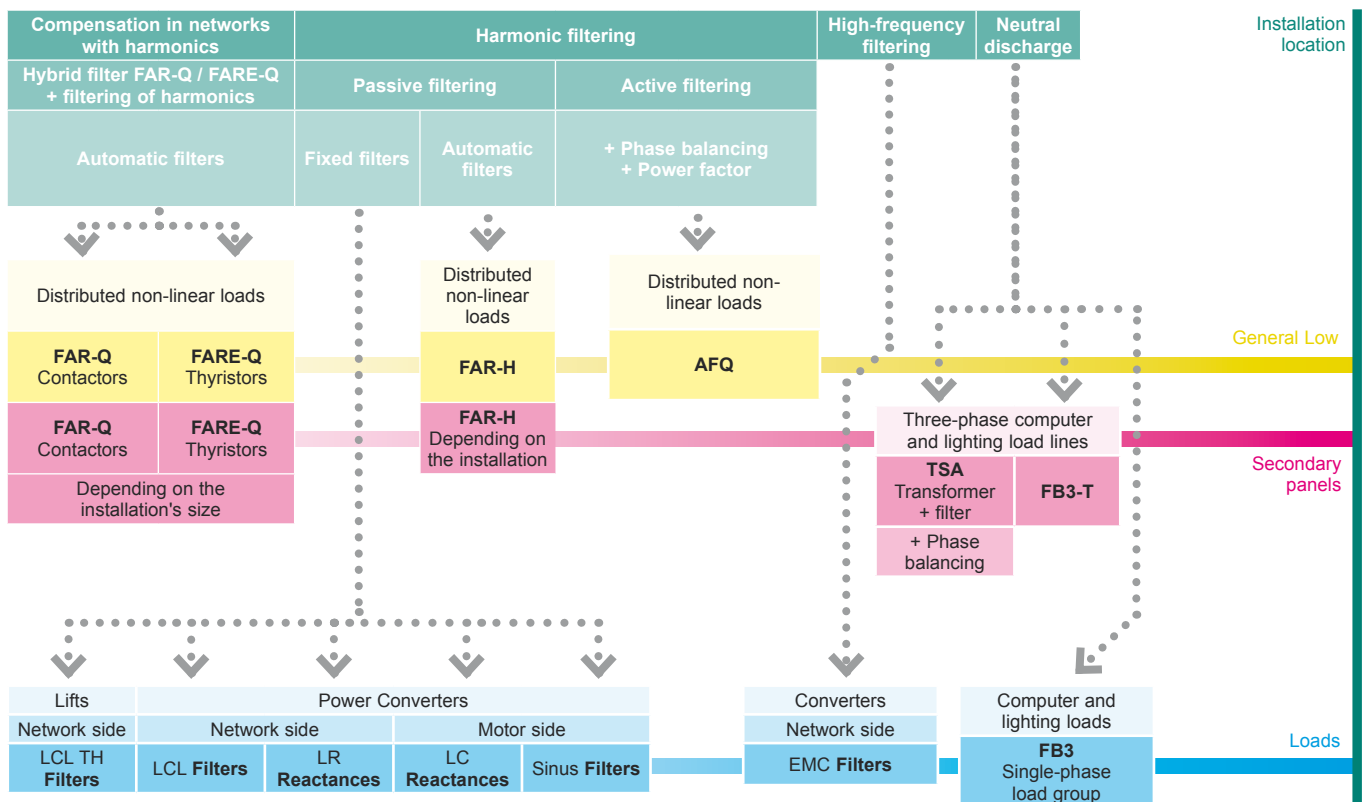 Compensation in networks
with harmonics
Harmonic filtering
High-frequency
filtering
Neutral
discharge
Installation
location
Hybrid filter FAR-Q / FARE-Q
+ filtering of harmonics
Passive filtering
Active filtering
Automatic filters
Fixed filters
Automatic
filters
+ Phase balancing
+ Power factor
Distributed non-linear loads
Distributed
non-linear
loads
Distributed non-
linear loads
FAR-Q
Contactors
FARE-Q
Thyristors
FAR-H
AFQ
General Low
FAR-Q
Contactors
FARE-Q
Thyristors
FAR-H
Depending on
the installation
Three-phase computer
and lighting load lines
Secondary
panels
Depending on the
installation's size
TSA
Transformer
+ filter
FB3-T
+ Phase
balancing
Lifts
Power Converters
Converters
Computer and
lighting loads
Network side
Network side
Motor side
Network side
Loads
LCL TH
Filters
LCL Filters
LR
Reactances
LC
Reactances
Sinus Filters
EMC Filters
FB3
Single-phase
load group